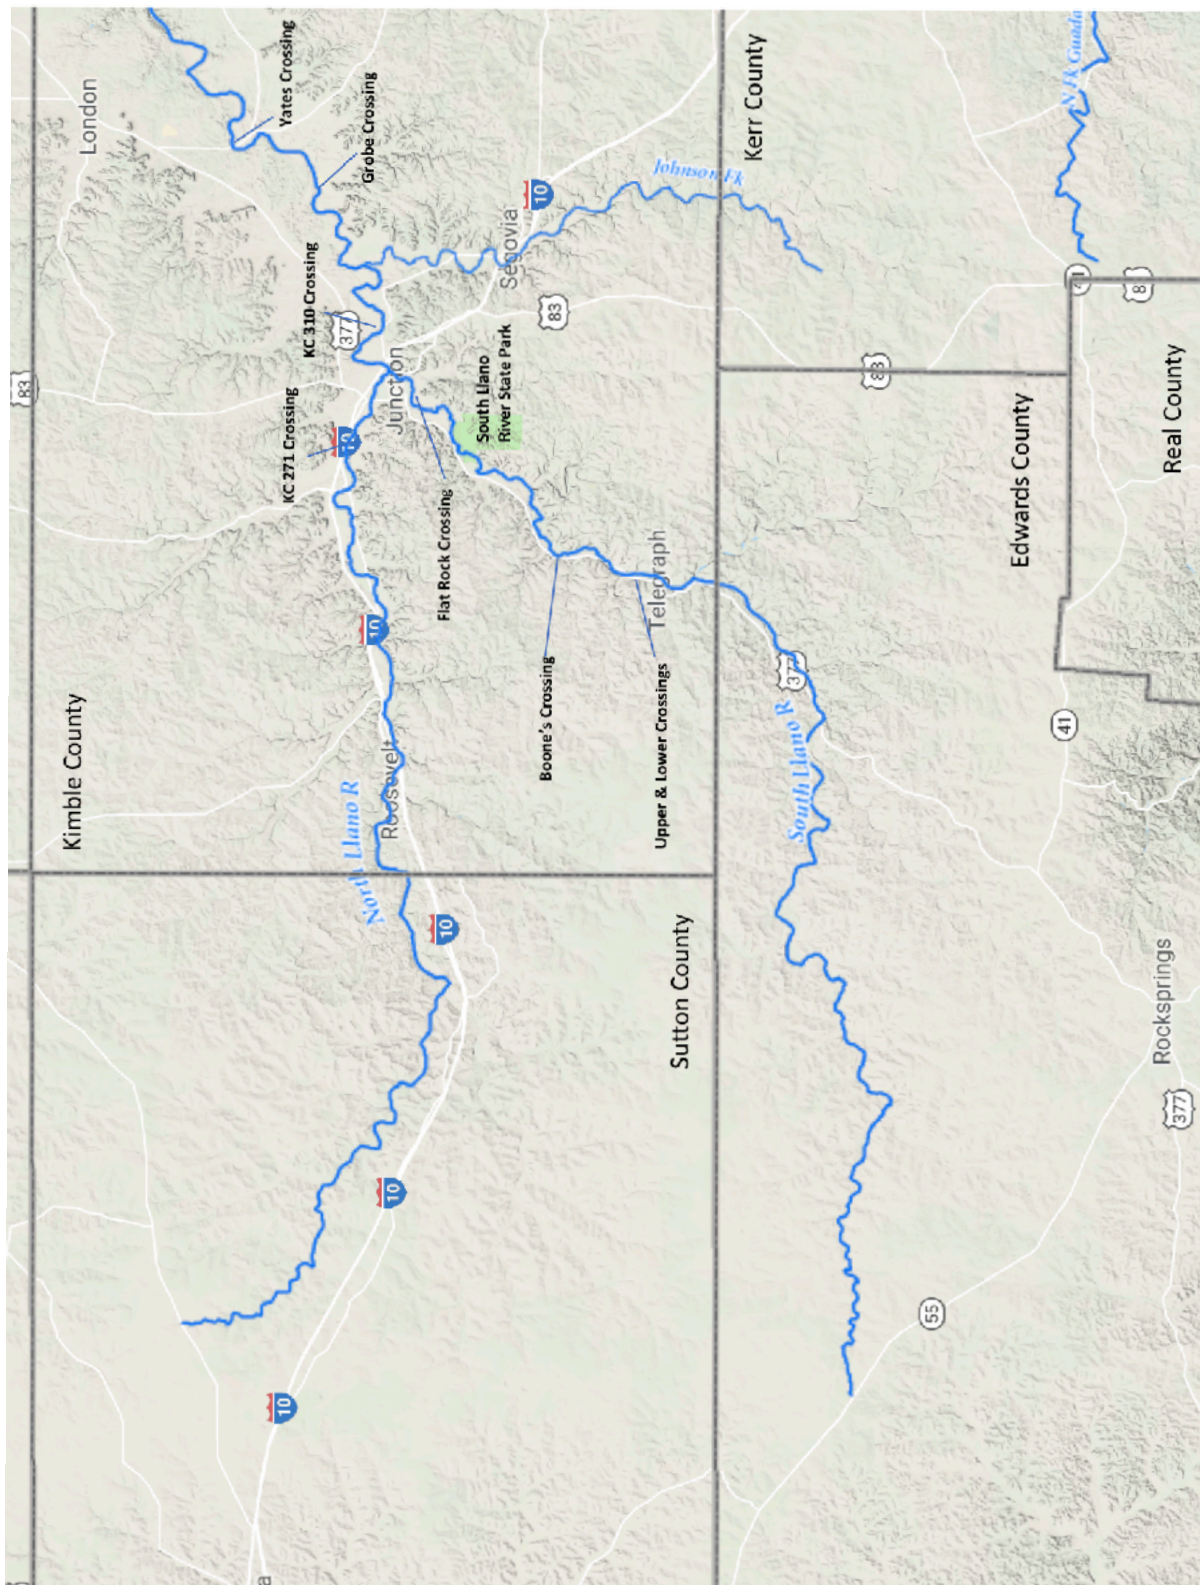 Kimble County
Sutton County
Kerr County
Edwards County
Real County
London
Yates Crossing
Grobe Crossing
KC 310 Crossing
KC 271 Crossing
Flat Rock Crossing
South Llano
River State Park
Boone's Crossing
Upper & Lower Crossings
Junction
Segovia
Telegraph
Roosevelt
Rocksprings
North Llano R
South Llano R
Johnson Fk
N Fk Guada
83
377
10
10
10
10
10
10
83
83
83
41
377
41
55
377
a